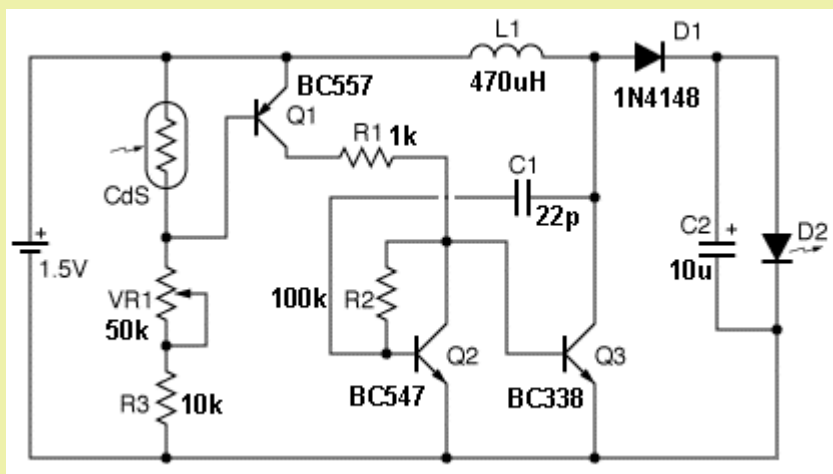 L1
470uH
D1
1N4148
BC557
Q1
R1 1k
CdS
C1
22p
C2 +
10u
D2
+
1.5V
VR1
50k
100k
R2
Q2
BC547
Q3
BC338
R3 10k